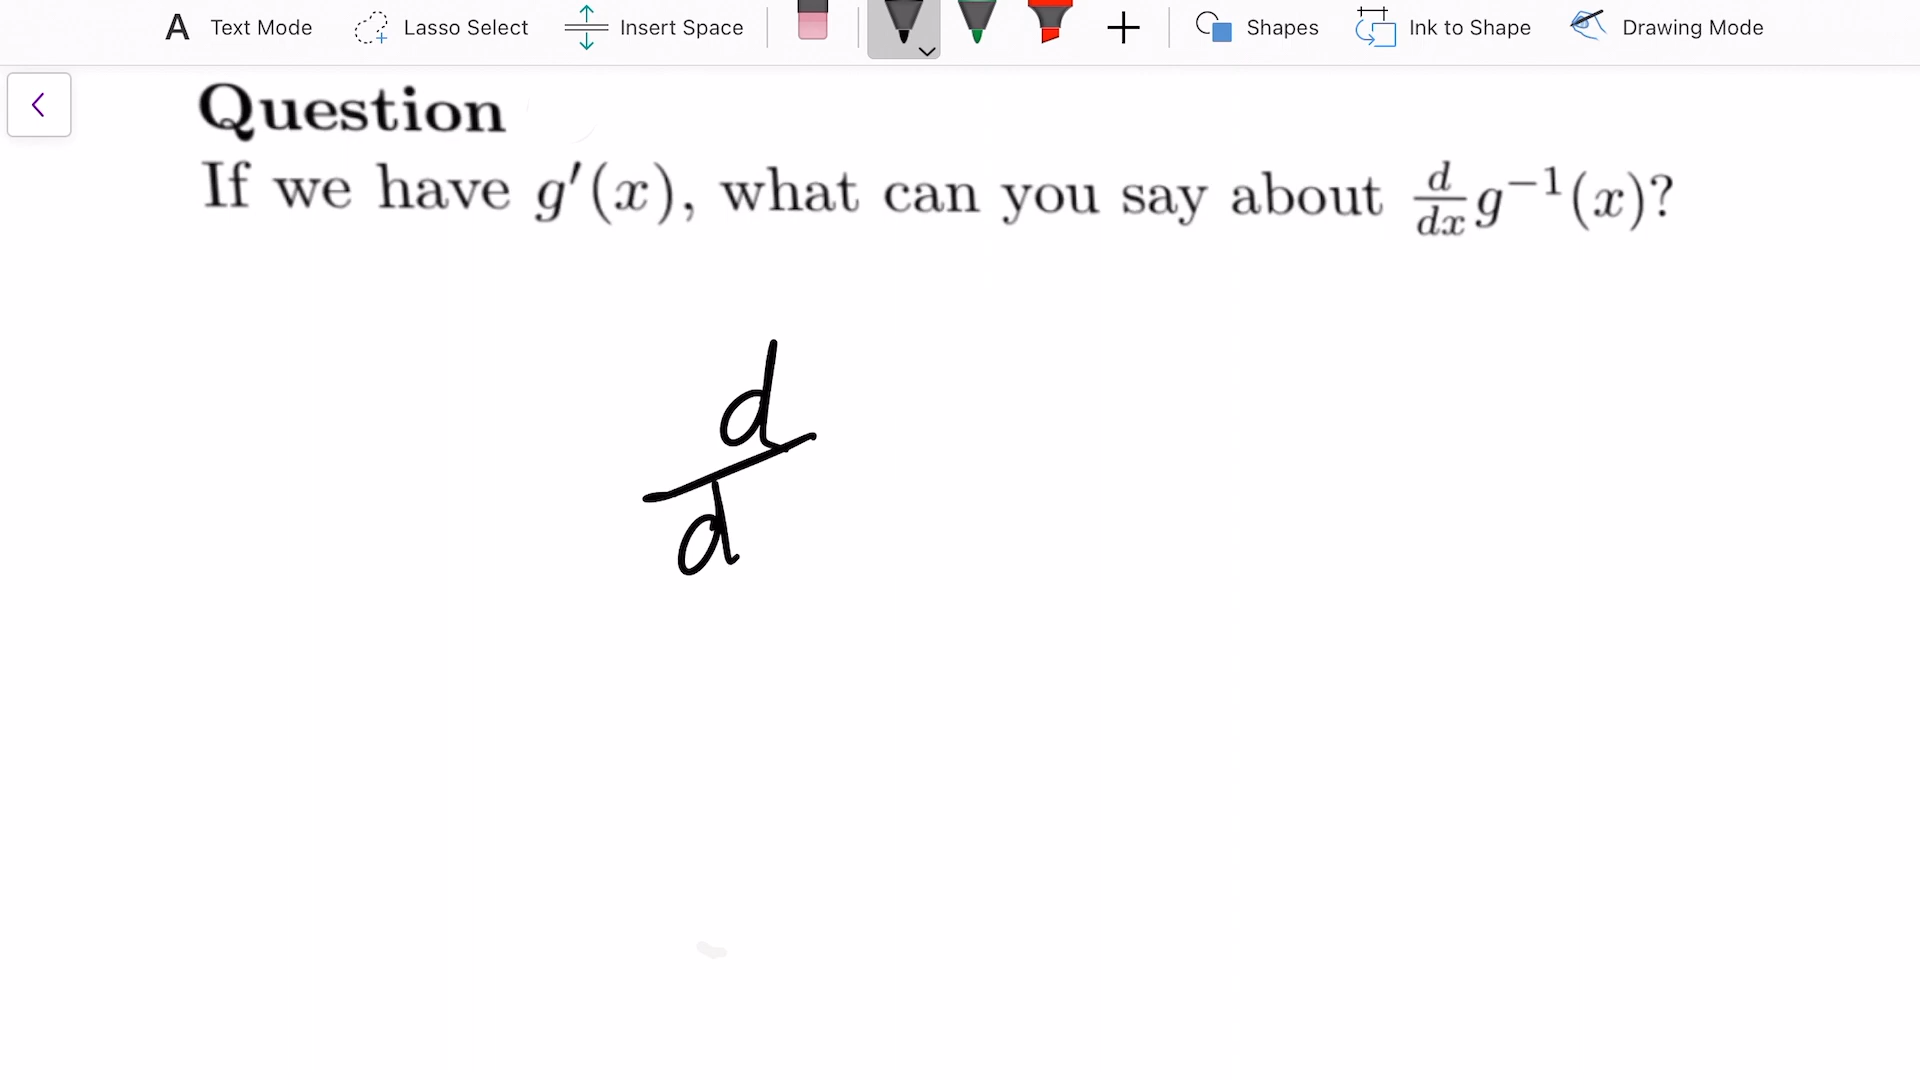 A Text Mode Lasso Select Insert Space Shapes Ink to Shape Drawing Mode
Question
If we have g′(x), what can you say about d/dx g⁻¹(x)?
d
d